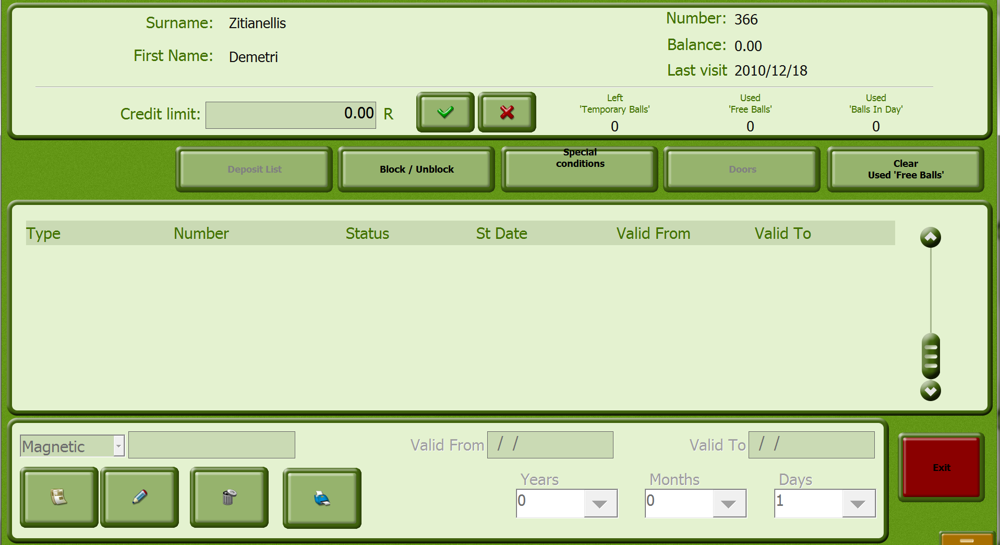 Surname: Zitianellis
Number: 366
First Name: Demetri
Balance: 0.00
Last visit 2010/12/18
Credit limit: 0.00 R
Left
'Temporary Balls'
0
Used
'Free Balls'
0
Used
'Balls In Day'
0
Deposit List
Block / Unblock
Special
conditions
Doors
Clear
Used 'Free Balls'
Type Number Status St Date Valid From Valid To
Magnetic
Valid From / /
Valid To / /
Years Months Days
0 0 1
Exit